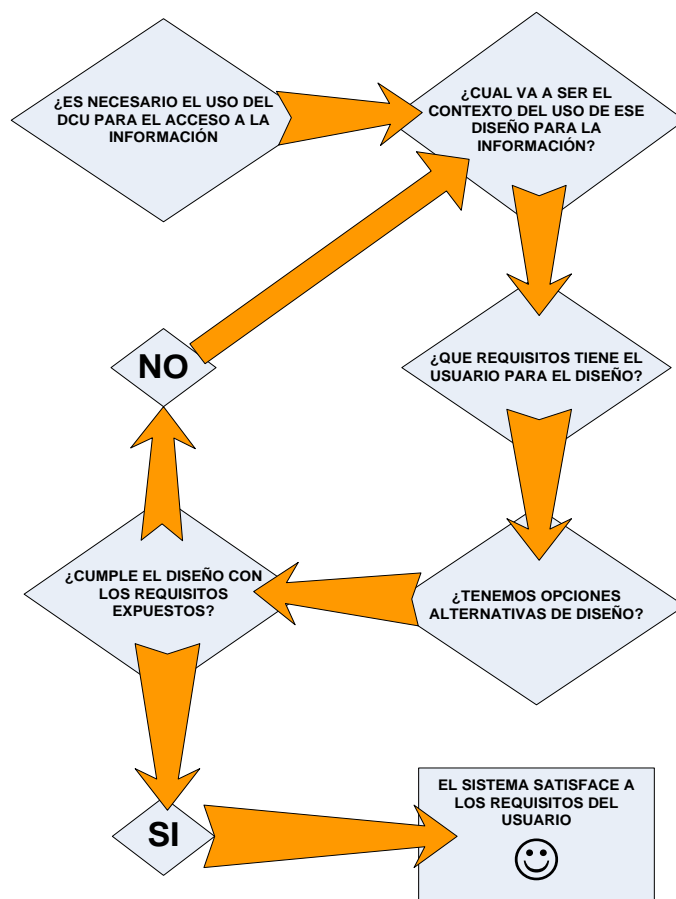 ¿ES NECESARIO EL USO DEL
DCU PARA EL ACCESO A LA
INFORMACIÓN
¿CUAL VA A SER EL
CONTEXTO DEL USO DE ESE
DISEÑO PARA LA
INFORMACIÓN?
¿QUE REQUISITOS TIENE EL
USUARIO PARA EL DISEÑO?
¿TENEMOS OPCIONES
ALTERNATIVAS DE DISEÑO?
¿CUMPLE EL DISEÑO CON
LOS REQUISITOS
EXPUESTOS?
NO
SI
EL SISTEMA SATISFACE A
LOS REQUISITOS DEL
USUARIO